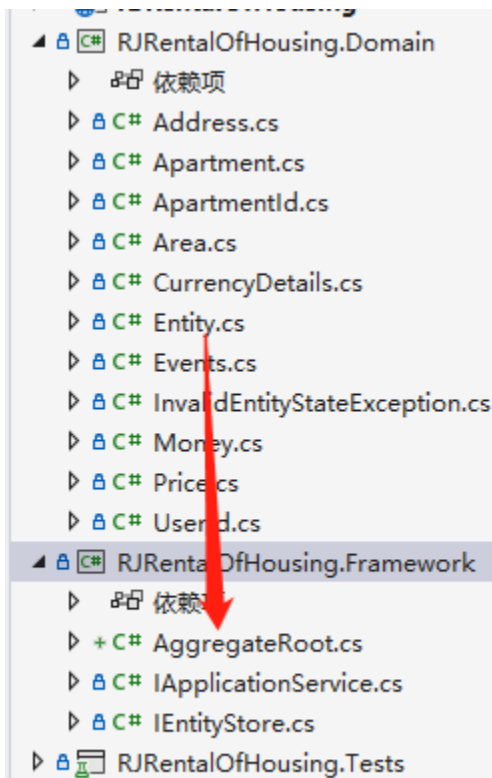 RJRentalOfHousing
C# RJRentalOfHousing.Domain
依赖项
C# Address.cs
C# Apartment.cs
C# ApartmentId.cs
C# Area.cs
C# CurrencyDetails.cs
C# Entity.cs
C# Events.cs
C# InvalidEntityStateException.cs
C# Money.cs
C# Price.cs
C# UserId.cs
C# RJRentalOfHousing.Framework
依赖项
+ C# AggregateRoot.cs
C# IApplicationService.cs
C# IEntityStore.cs
RJRentalOfHousing.Tests